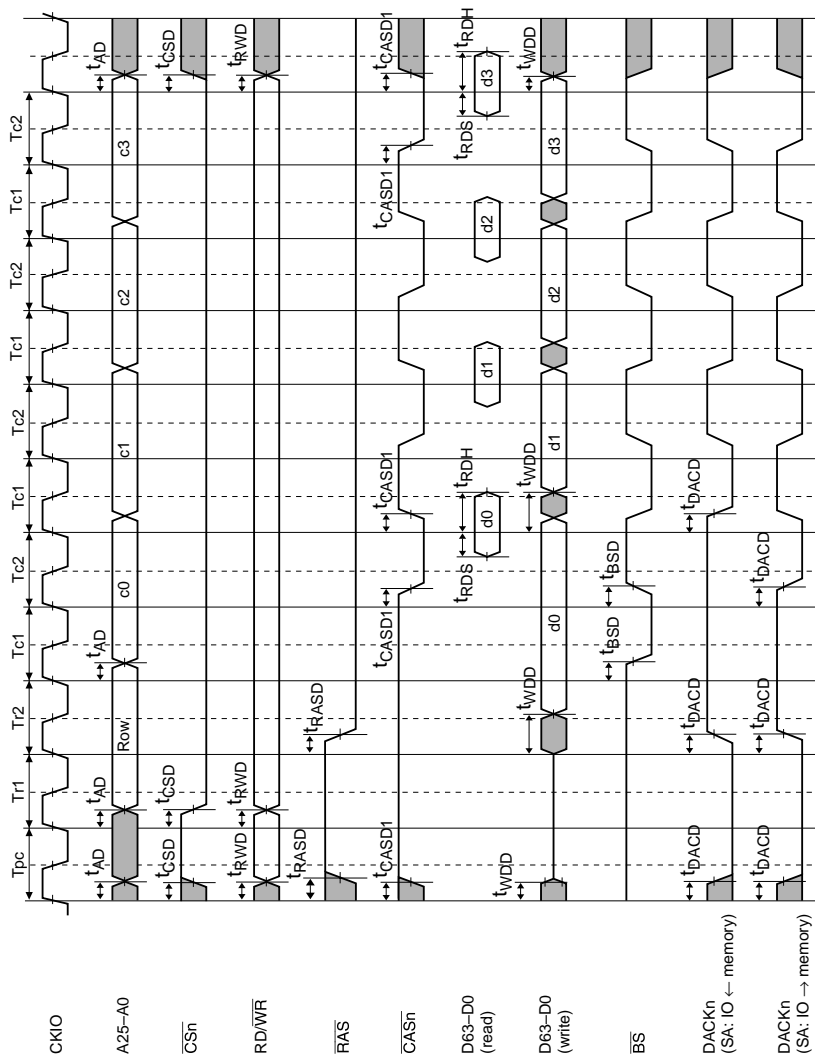 Tpc Tr1 Tr2 Tc1 Tc2 Tc1 Tc2 Tc1 Tc2 Tc1 Tc2
CKIO
tAD tAD tAD tAD
A25–A0 Row c0 c1 c2 c3
tCSD tCSD tCSD
CSn
tRWD tRWD tRWD
RD/WR
tRASD tRASD
RAS
tCASD1 tCASD1 tCASD1 tCASD1 tCASD1
CASn
tRDS tRDH tRDS tRDH
D63–D0
(read)
d0 d1 d2 d3
tWDD tWDD tWDD tWDD
D63–D0
(write)
d0 d1 d2 d3
tBSD tBSD
BS
tDACD tDACD tDACD
DACKn
(SA: IO ← memory)
tDACD tDACD tDACD
DACKn
(SA: IO → memory)